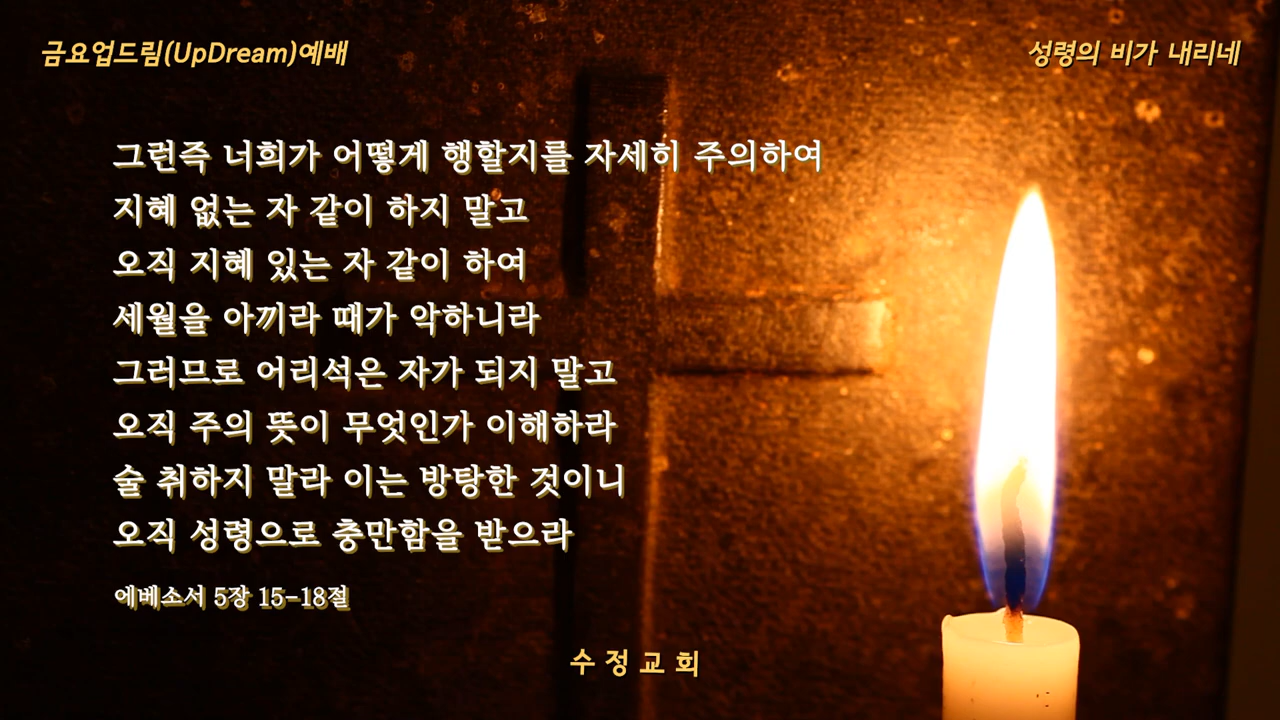 금요업드림(UpDream)예배
성령의 비가 내리네
그런즉 너희가 어떻게 행할지를 자세히 주의하여
지혜 없는 자 같이 하지 말고
오직 지혜 있는 자 같이 하여
세월을 아끼라 때가 악하니라
그러므로 어리석은 자가 되지 말고
오직 주의 뜻이 무엇인가 이해하라
술 취하지 말라 이는 방탕한 것이니
오직 성령으로 충만함을 받으라
에베소서 5장 15-18절
수정교회